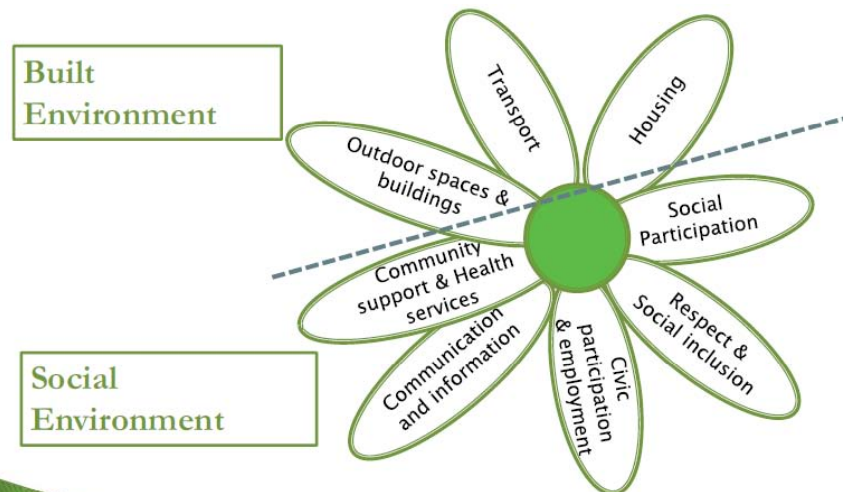 Built
Environment
Transport
Housing
Outdoor spaces &
buildings
Social
Participation
Community
support & Health
services
Respect &
Social inclusion
Communication
and information
Civic
participation
& employment
Social
Environment